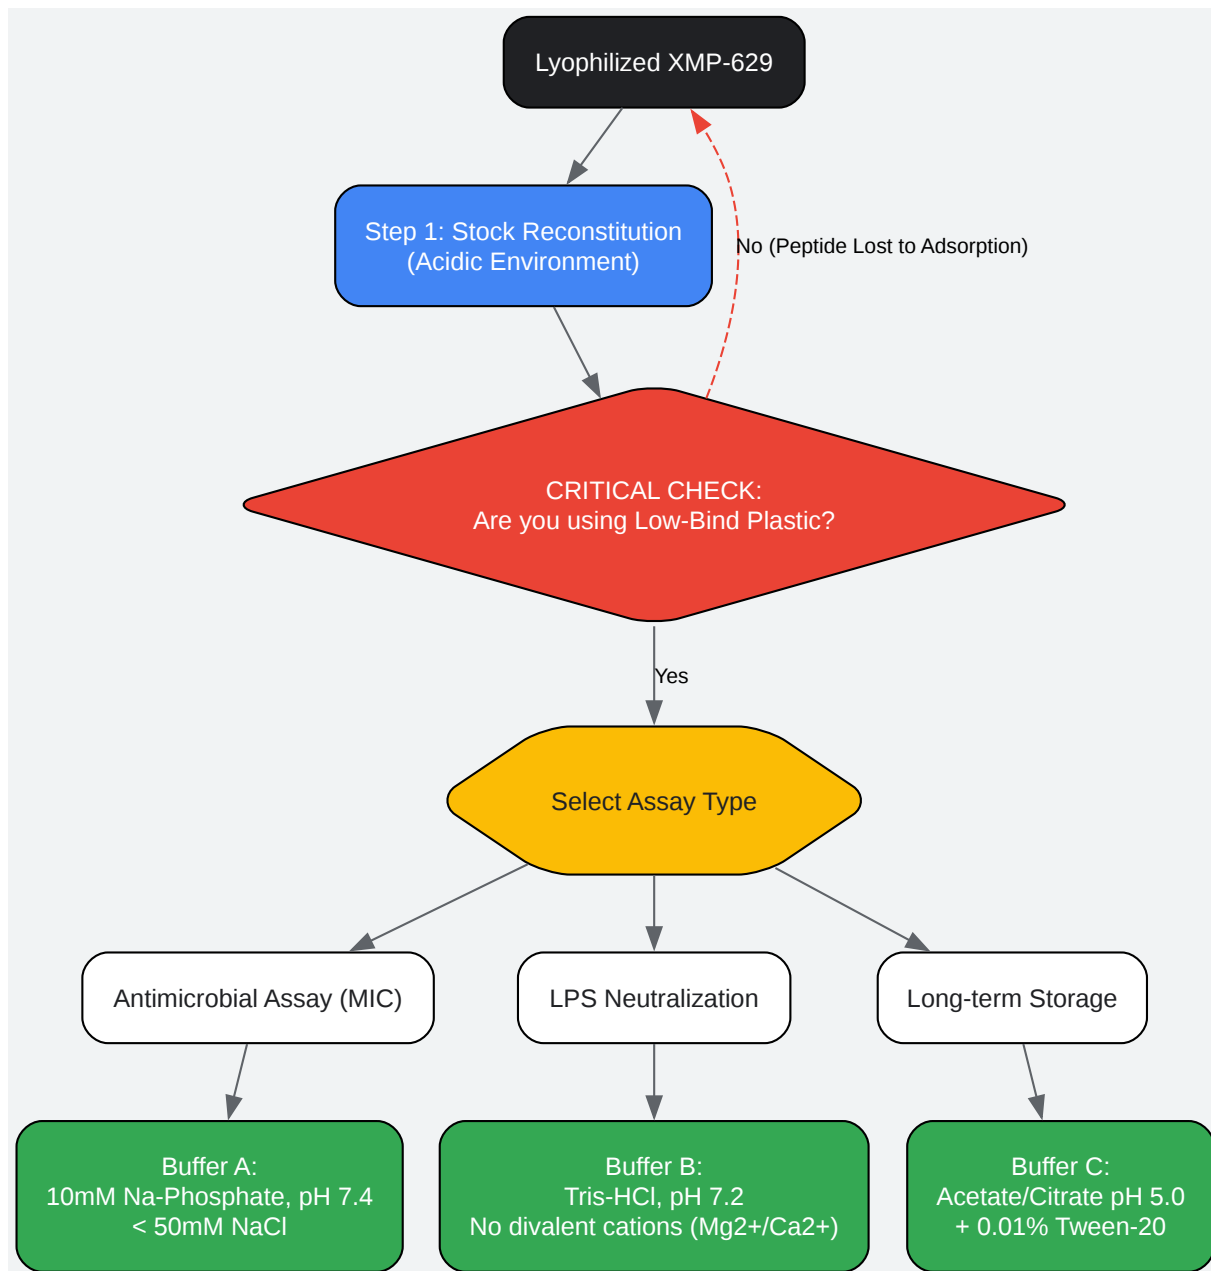 Lyophilized XMP-629
Step 1: Stock Reconstitution
(Acidic Environment)
No (Peptide Lost to Adsorption)
CRITICAL CHECK:
Are you using Low-Bind Plastic?
Yes
Select Assay Type
Antimicrobial Assay (MIC)
LPS Neutralization
Long-term Storage
Buffer A:
10mM Na-Phosphate, pH 7.4
< 50mM NaCl
Buffer B:
Tris-HCl, pH 7.2
No divalent cations (Mg2+/Ca2+)
Buffer C:
Acetate/Citrate pH 5.0
+ 0.01% Tween-20